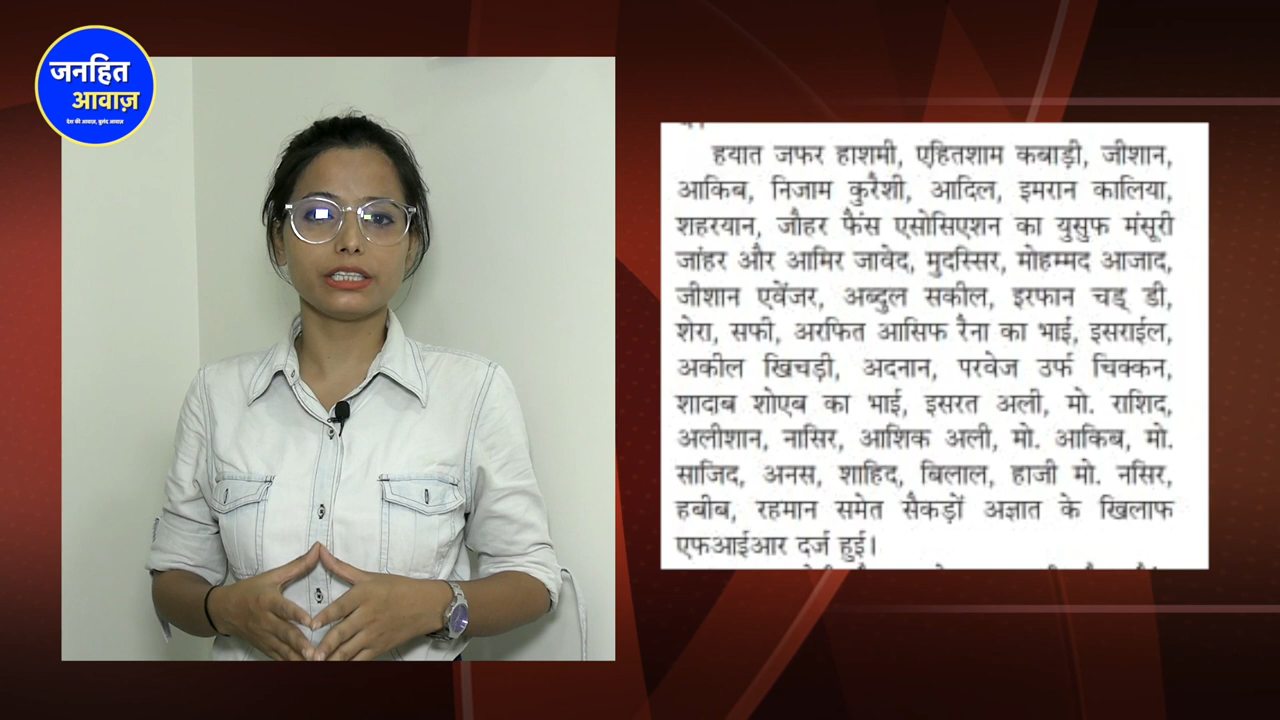 जनहित
आवाज़
देश की आवाज़, बुलंद आवाज़
हयात जफर हाशमी, एहितशाम कबाड़ी, जीशान,
आकिब, निजाम कुरैशी, आदिल, इमरान कालिया,
शहरयान, जौहर फैंस एसोसिएशन का युसुफ मंसूरी
जांहर और आमिर जावेद, मुदस्सिर, मोहम्मद आजाद,
जीशान एवेंजर, अब्दुल सकील, इरफान चड् डी,
शेरा, सफी, अरफित आसिफ रैना का भाई, इसराईल,
अकील खिचड़ी, अदनान, परवेज उर्फ चिक्कन,
शादाब शोएब का भाई, इसरत अली, मो. राशिद,
अलीशान, नासिर, आशिक अली, मो. आकिब, मो.
साजिद, अनस, शाहिद, बिलाल, हाजी मो. नसिर,
हबीब, रहमान समेत सैकड़ों अज्ञात के खिलाफ
एफआईआर दर्ज हुई।